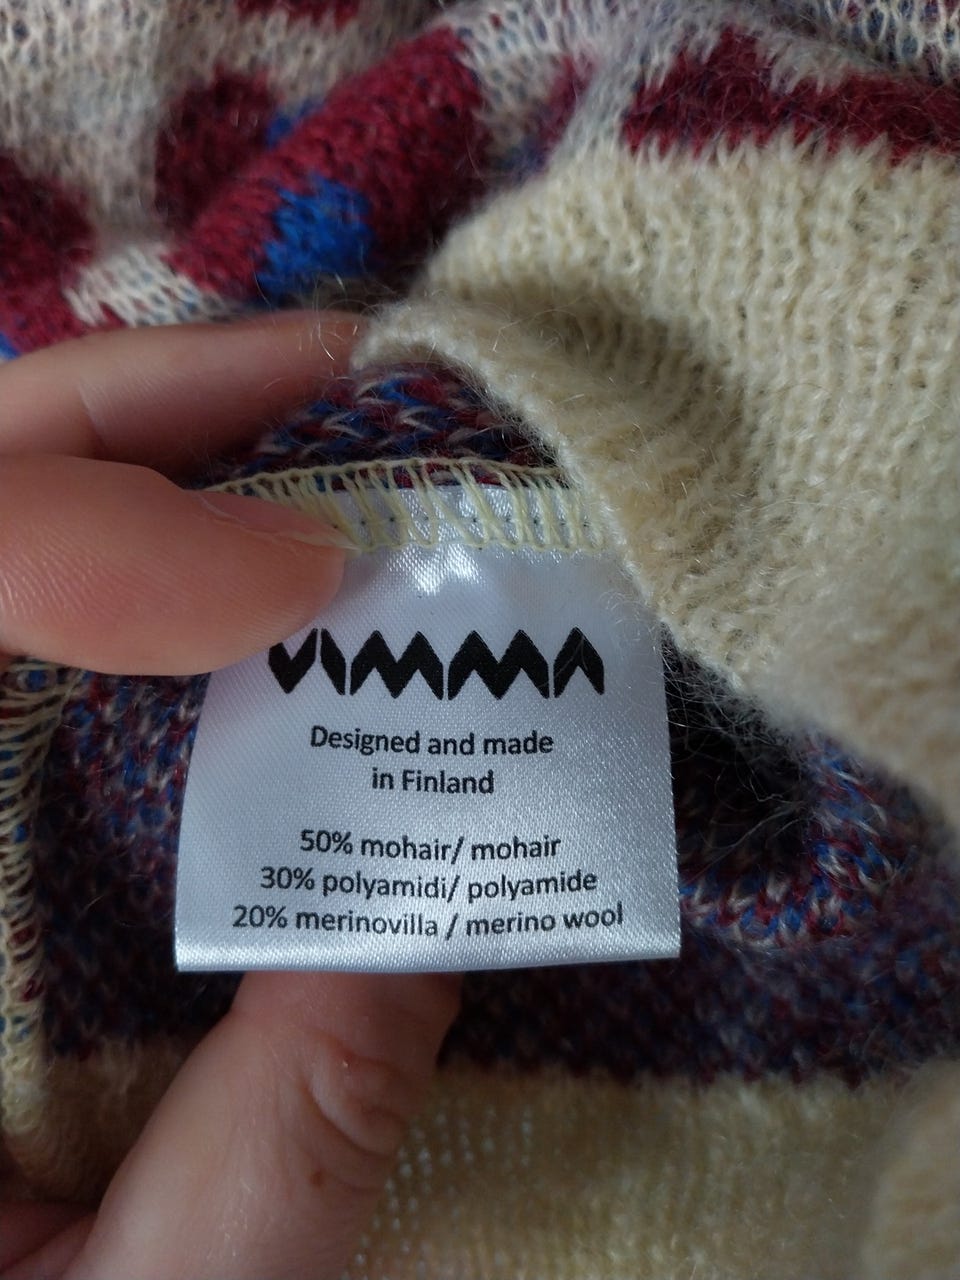 VIMMA
Designed and made
in Finland
50% mohair/ mohair
30% polyamidi/ polyamide
20% merinovilla / merino wool